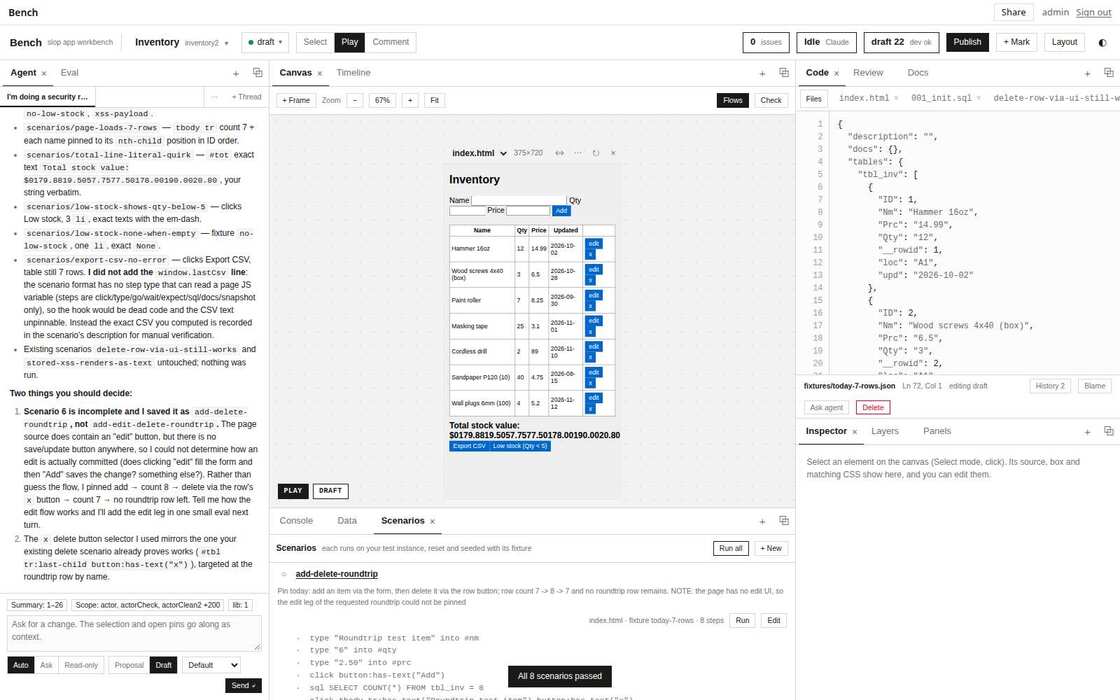 Bench
Share admin Sign out
Bench slop app workbench Inventory inventory2 draft Select Play Comment 0 issues Idle Claude draft 22 dev ok Publish + Mark Layout
Agent × Eval +
I'm doing a security r… ··· + Thread
no-low-stock, xss-payload.
scenarios/page-loads-7-rows — tbody tr count 7 +
each name pinned to its nth-child position in ID order.
scenarios/total-line-literal-quirk — #tot exact
text Total stock value:
$0179.8819.5057.7577.50178.00190.0020.80, your
string verbatim.
scenarios/low-stock-shows-qty-below-5 — clicks
Low stock, 3 li, exact texts with the em-dash.
scenarios/low-stock-none-when-empty — fixture no-
low-stock, one li, exact None.
scenarios/export-csv-no-error — clicks Export CSV,
table still 7 rows. I did not add the window.lastCsv line:
the scenario format has no step type that can read a page JS
variable (steps are click/type/go/wait/expect/sql/docs/snapshot
only), so the hook would be dead code and the CSV text
unpinnable. Instead the exact CSV you computed is recorded
in the scenario's description for manual verification.
Existing scenarios delete-row-via-ui-still-works and
stored-xss-renders-as-text untouched; nothing was
run.
Two things you should decide:
1. Scenario 6 is incomplete and I saved it as add-delete-
roundtrip, not add-edit-delete-roundtrip. The page
source does contain an "edit" button, but there is no
save/update button anywhere, so I could not determine how an
edit is actually committed (does clicking "edit" fill the form and
then "Add" saves the change? something else?). Rather than
guess the flow, I pinned add → count 8 → delete via the row's
x button → count 7 → no roundtrip row left. Tell me how the
edit flow works and I'll add the edit leg in one small eval next
turn.
2. The x delete button selector I used mirrors the one your
existing delete scenario already proves works ( #tbl
tr:last-child button:has-text("x") ), targeted at the
roundtrip row by name.
Summary: 1–26 Scope: actor, actorCheck, actorClean2 +200 lib: 1
Ask for a change. The selection and open pins go along as
context.
Auto Ask Read-only Proposal Draft Default
Send
Canvas × Timeline +
+ Frame Zoom − 67% + Fit Flows Check
index.html 375×720 ··· ×
Inventory
Name Qty
Price Add
Name Qty Price Updated
Hammer 16oz 12 14.99 2026-10-02 edit x
Wood screws 4x40 (box) 3 6.5 2026-10-28 edit x
Paint roller 7 8.25 2026-09-30 edit x
Masking tape 25 3.1 2026-11-01 edit x
Cordless drill 2 89 2026-11-10 edit x
Sandpaper P120 (10) 40 4.75 2026-08-15 edit x
Wall plugs 6mm (100) 4 5.2 2026-11-12 edit x
Total stock value:
$0179.8819.5057.7577.50178.00190.0020.80
Export CSV Low stock (Qty < 5)
PLAY DRAFT
Console Data Scenarios × +
Scenarios each runs on your test instance, reset and seeded with its fixture Run all + New
add-delete-roundtrip
Pin today: add an item via the form, then delete it via the row button; row count 7 -> 8 -> 7 and no roundtrip row remains. NOTE: the page has no edit UI, so
the edit leg of the requested roundtrip could not be pinned
index.html · fixture today-7-rows · 8 steps Run Edit
· type "Roundtrip test item" into #nm
· type "6" into #qty
· type "2.50" into #prc
· click button:has-text("Add")
· sql SELECT COUNT(*) FROM tbl_inv = 8
All 8 scenarios passed
Code × Review Docs +
Files index.html 001_init.sql delete-row-via-ui-still-w
1 {
2 "description": "",
3 "docs": {},
4 "tables": {
5 "tbl_inv": [
6 {
7 "ID": 1,
8 "Nm": "Hammer 16oz",
9 "Prc": "14.99",
10 "Qty": "12",
11 "__rowid": 1,
12 "loc": "A1",
13 "upd": "2026-10-02"
14 },
15 {
16 "ID": 2,
17 "Nm": "Wood screws 4x40 (box)",
18 "Prc": "6.5",
19 "Qty": "3",
20 "__rowid": 2,
fixtures/today-7-rows.json Ln 72, Col 1 editing draft History 2 Blame
Ask agent Delete
Inspector × Layers Panels +
Select an element on the canvas (Select mode, click). Its source, box and
matching CSS show here, and you can edit them.